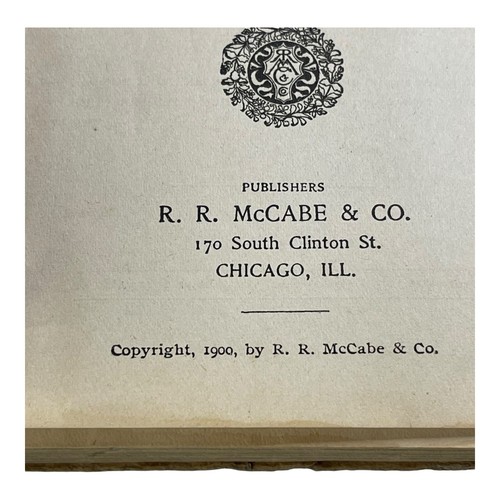 PUBLISHERS
R. R. McCABE & CO.
170 South Clinton St.
CHICAGO, ILL.
Copyright, 1900, by R. R. McCabe & Co.